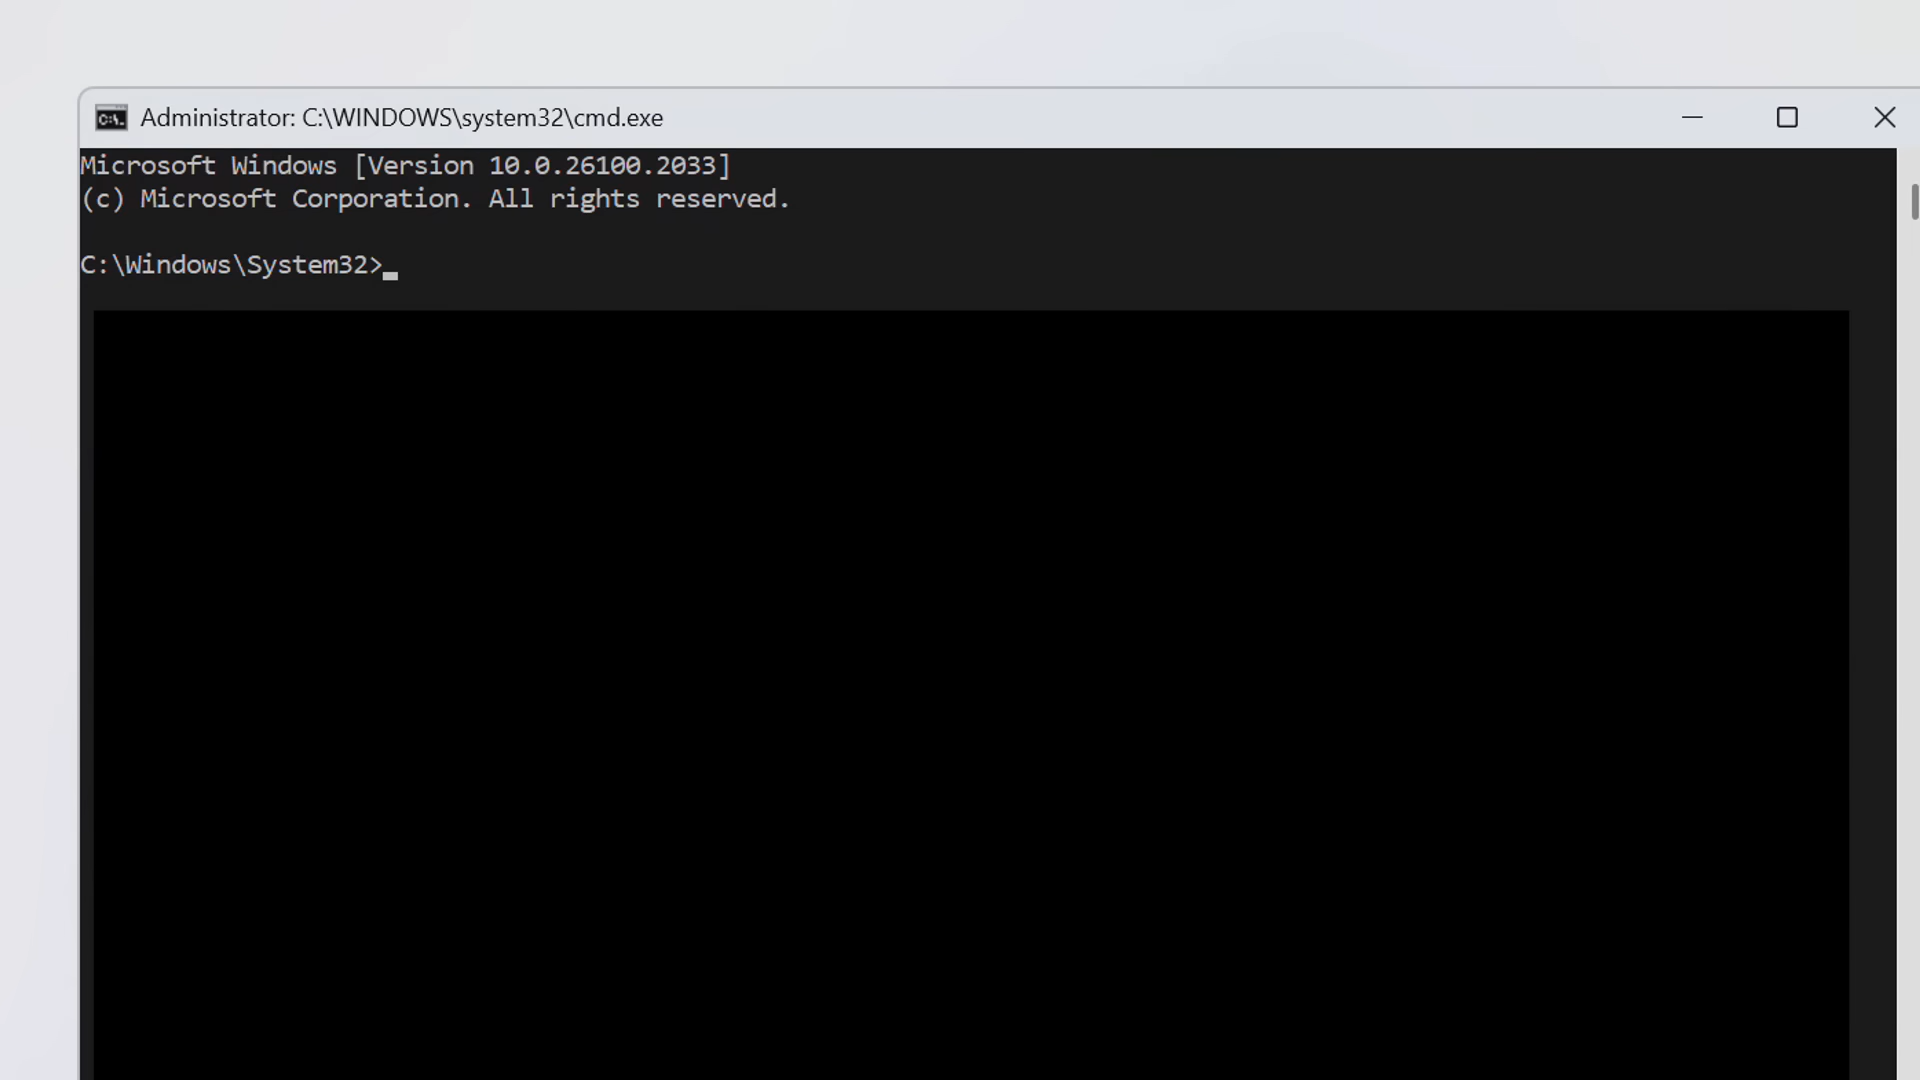 Administrator: C:\WINDOWS\system32\cmd.exe
Microsoft Windows [Version 10.0.26100.2033]
(c) Microsoft Corporation. All rights reserved.
C:\Windows\System32>